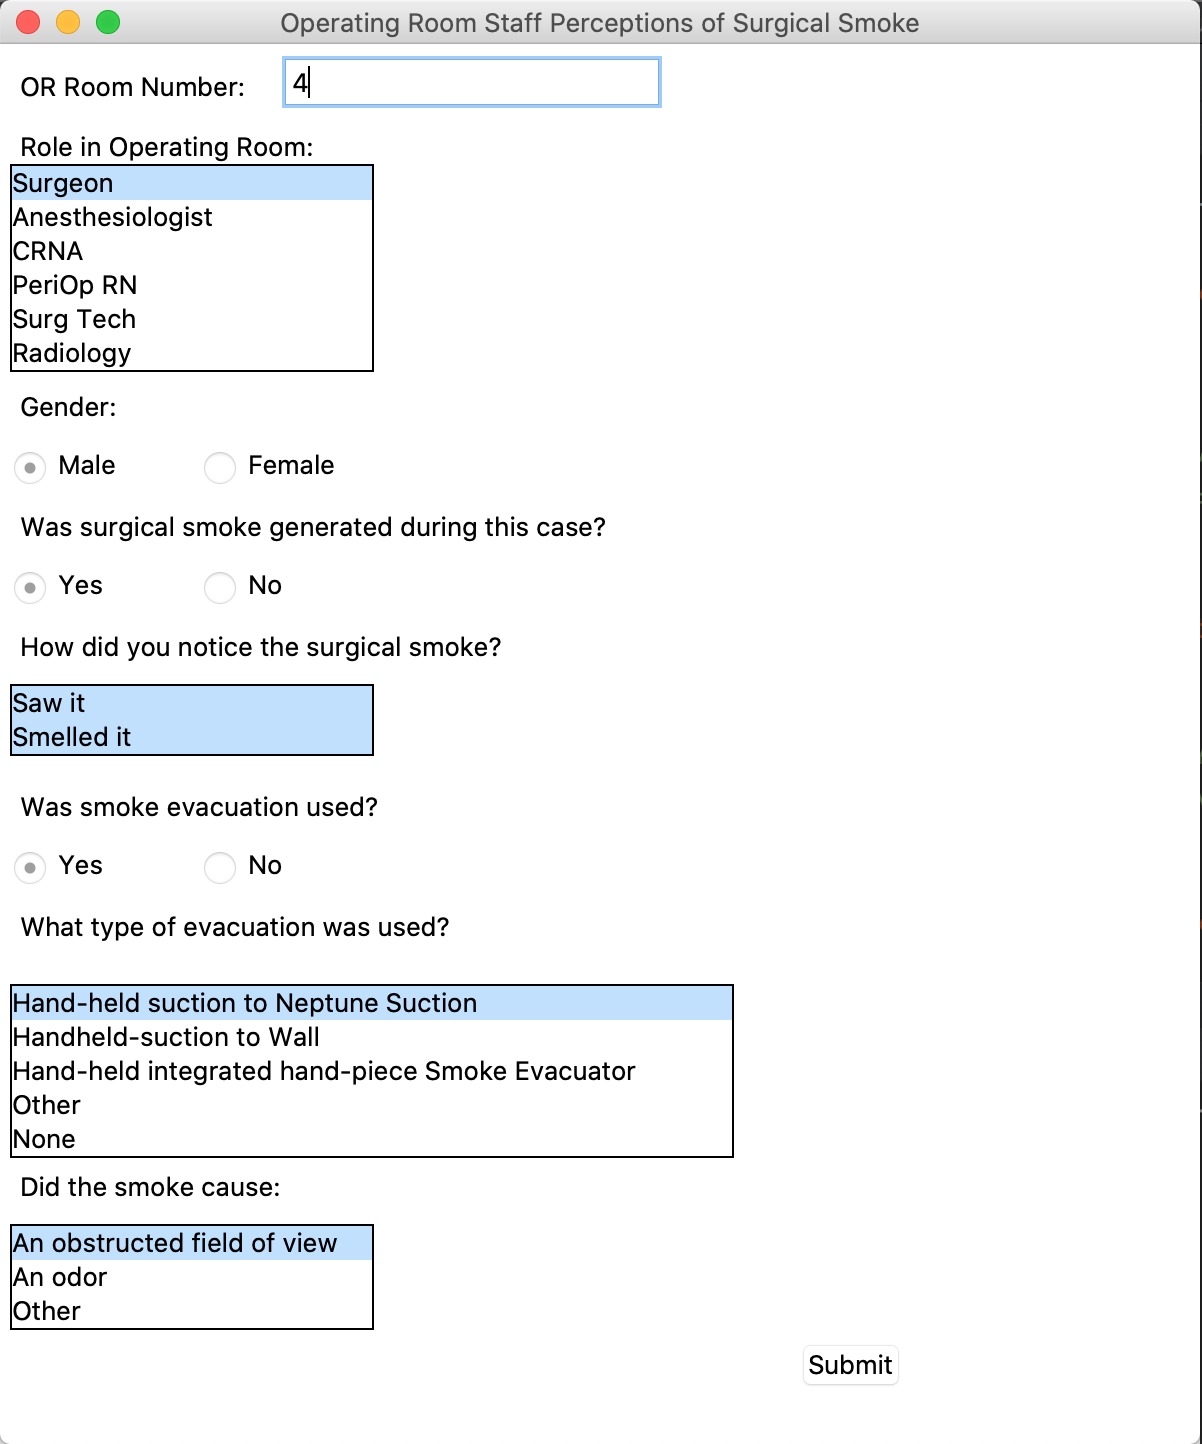 Operating Room Staff Perceptions of Surgical Smoke
OR Room Number: 4
Role in Operating Room:
Surgeon
Anesthesiologist
CRNA
PeriOp RN
Surg Tech
Radiology
Gender:
Male Female
Was surgical smoke generated during this case?
Yes No
How did you notice the surgical smoke?
Saw it
Smelled it
Was smoke evacuation used?
Yes No
What type of evacuation was used?
Hand-held suction to Neptune Suction
Handheld-suction to Wall
Hand-held integrated hand-piece Smoke Evacuator
Other
None
Did the smoke cause:
An obstructed field of view
An odor
Other
Submit